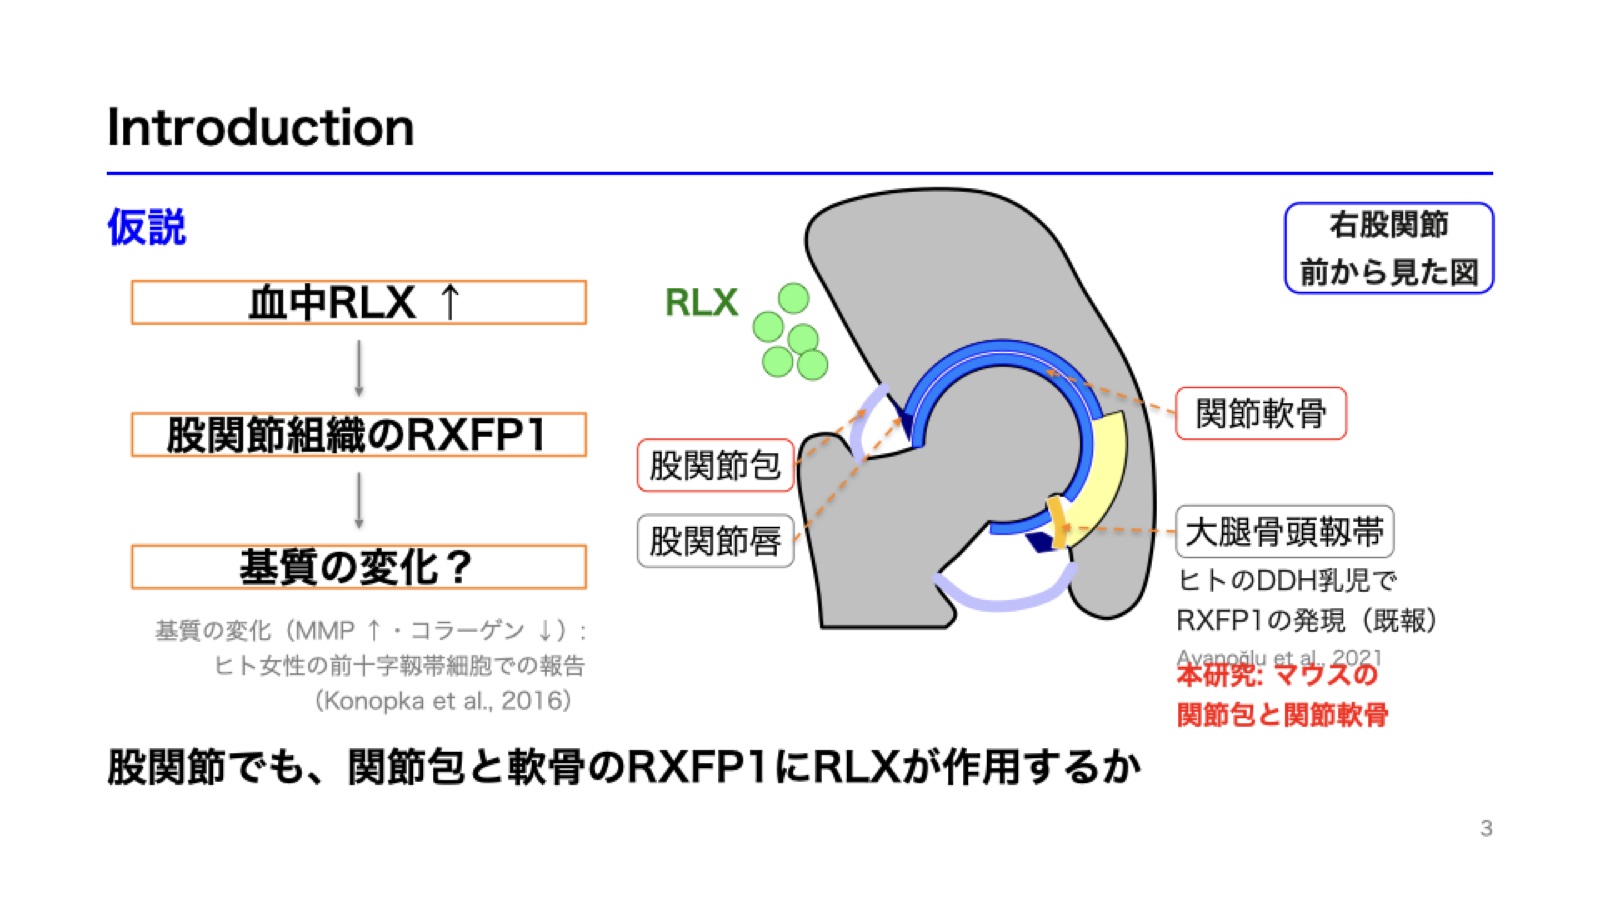 Introduction
仮説
血中RLX ↑
股関節組織のRXFP1
基質の変化？
基質の変化（MMP ↑・コラーゲン ↓）:
ヒト女性の前十字靱帯細胞での報告
（Konopka et al., 2016）
RLX
右股関節
前から見た図
股関節包
股関節唇
関節軟骨
大腿骨頭靱帯
ヒトのDDH乳児で
RXFP1の発現（既報）
Ayanoğlu et al., 2021
本研究: マウスの
関節包と関節軟骨
股関節でも、関節包と軟骨のRXFP1にRLXが作用するか
3